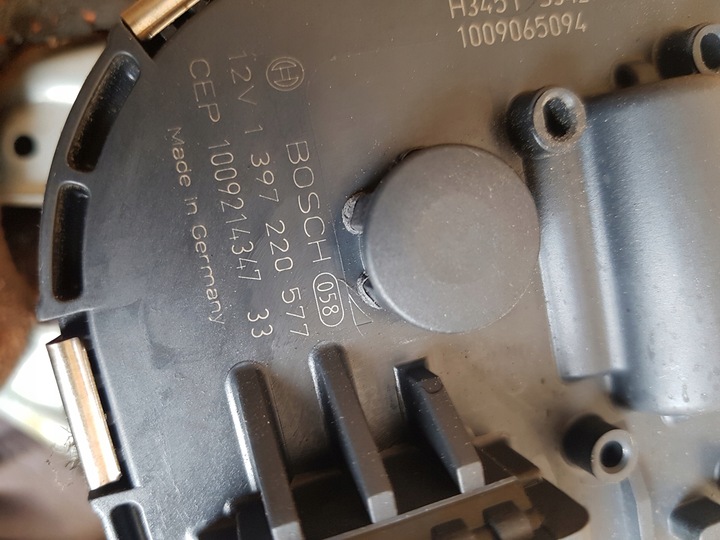 1009065094
BOSCH 058
12V 1 397 220 577
CEP 1009214347 33
Made in Germany